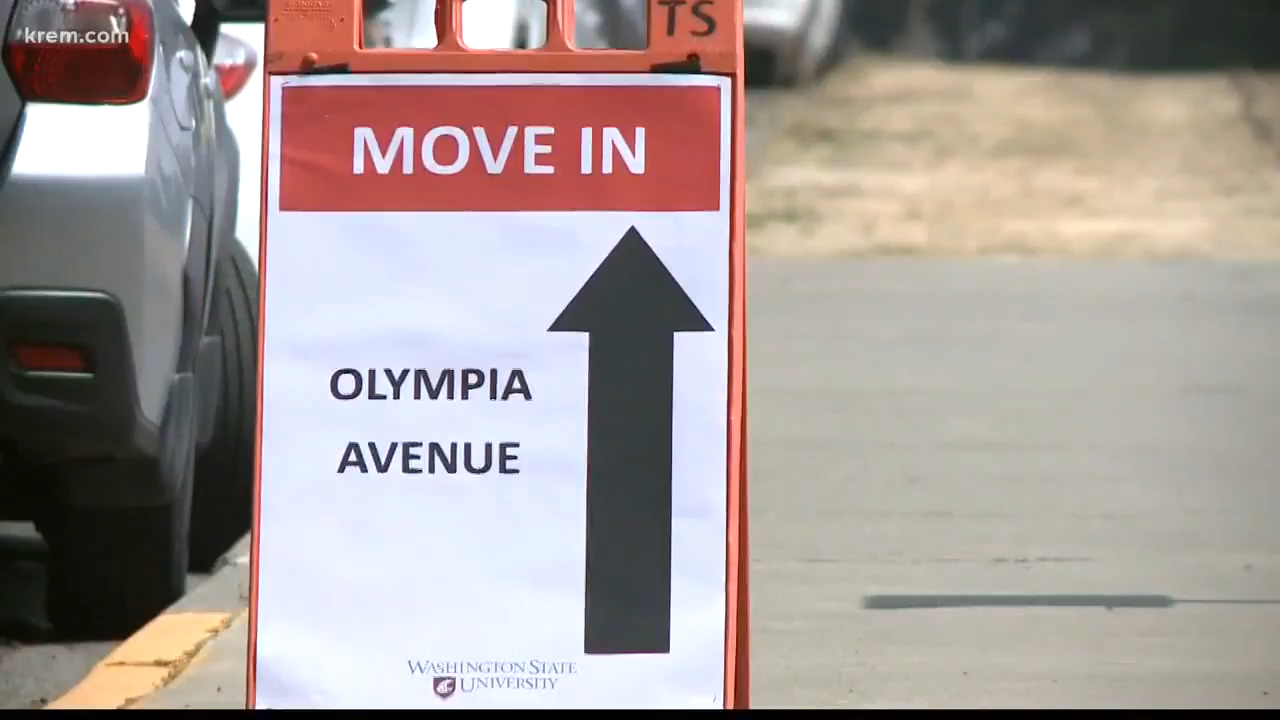 krem.com
TS
MOVE IN
OLYMPIA
AVENUE
WASHINGTON STATE
UNIVERSITY